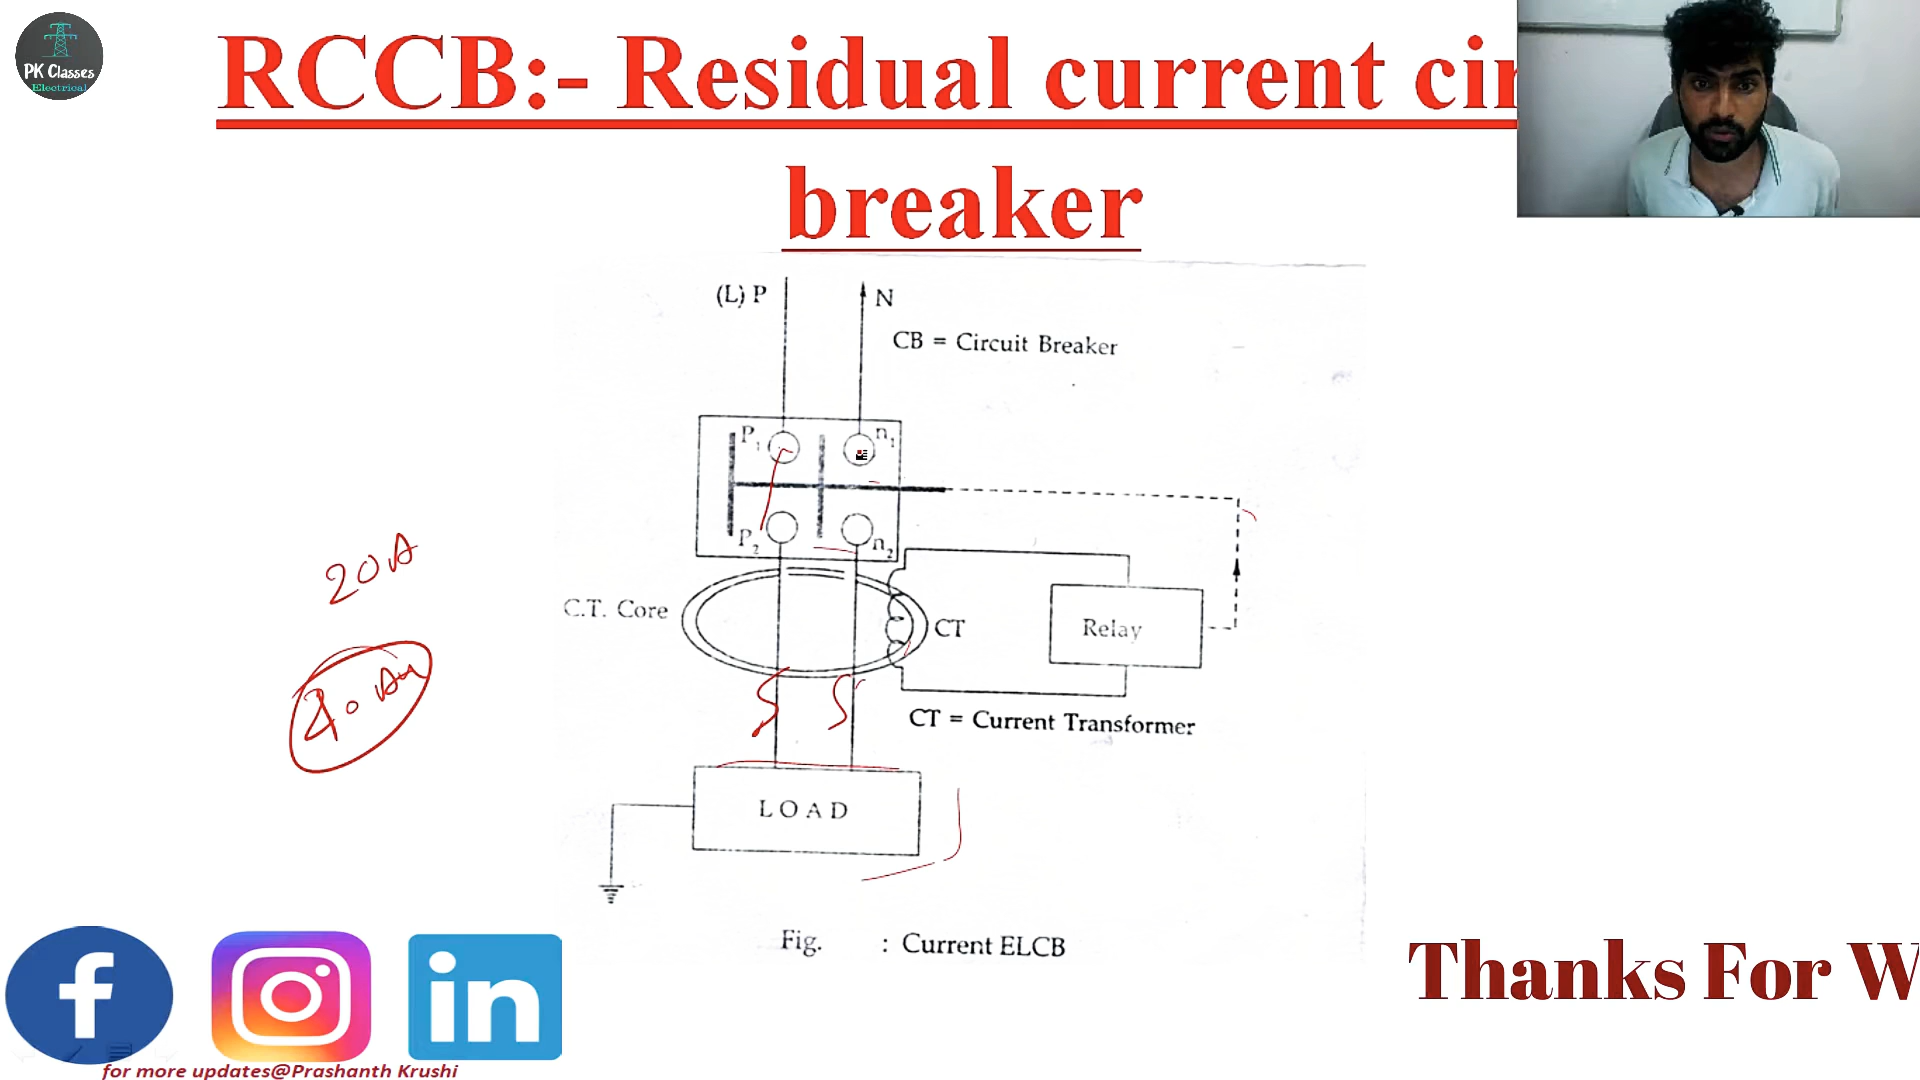 PK Classes
Electrical
RCCB:- Residual current cir
breaker
(L) P
N
CB = Circuit Breaker
P1
n1
P2
n2
20A
C.T. Core
CT
Relay
CT = Current Transformer
LOAD
Fig. : Current ELCB
Thanks For W
for more updates@Prashanth Krushi